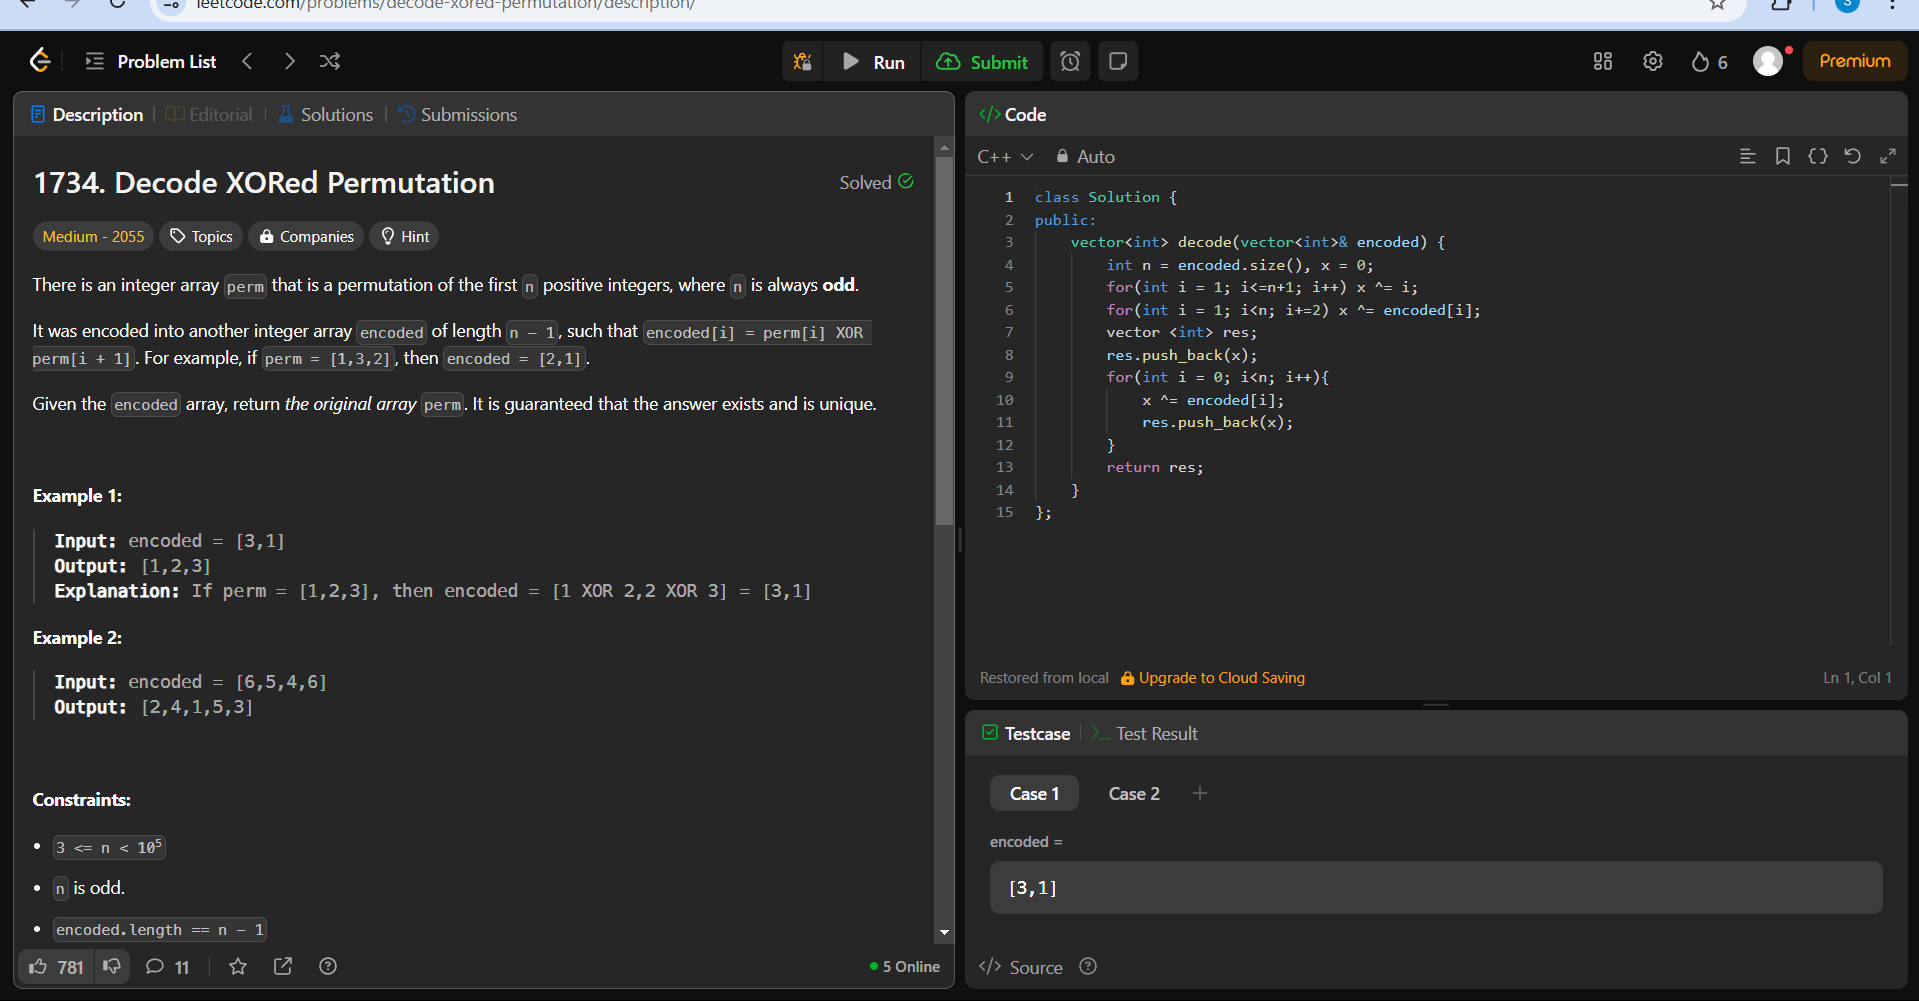 leetcode.com/problems/decode-xored-permutation/description/
S
Problem List
Run
Submit
6
Premium
Description
Editorial
Solutions
Submissions
1734. Decode XORed Permutation
Solved
Medium - 2055
Topics
Companies
Hint
There is an integer array perm that is a permutation of the first n positive integers, where n is always odd.
It was encoded into another integer array encoded of length n - 1, such that encoded[i] = perm[i] XOR
perm[i + 1]. For example, if perm = [1,3,2], then encoded = [2,1].
Given the encoded array, return the original array perm. It is guaranteed that the answer exists and is unique.
Example 1:
Input: encoded = [3,1]
Output: [1,2,3]
Explanation: If perm = [1,2,3], then encoded = [1 XOR 2,2 XOR 3] = [3,1]
Example 2:
Input: encoded = [6,5,4,6]
Output: [2,4,1,5,3]
Constraints:
• 3 <= n < 10⁵
• n is odd.
• encoded.length == n - 1
781
11
5 Online
</> Code
C++
Auto
1 class Solution {
2 public:
3 vector<int> decode(vector<int>& encoded) {
4 int n = encoded.size(), x = 0;
5 for(int i = 1; i<=n+1; i++) x ^= i;
6 for(int i = 1; i<n; i+=2) x ^= encoded[i];
7 vector <int> res;
8 res.push_back(x);
9 for(int i = 0; i<n; i++){
10 x ^= encoded[i];
11 res.push_back(x);
12 }
13 return res;
14 }
15 };
Restored from local
Upgrade to Cloud Saving
Ln 1, Col 1
Testcase
Test Result
Case 1
Case 2
encoded =
[3,1]
</> Source